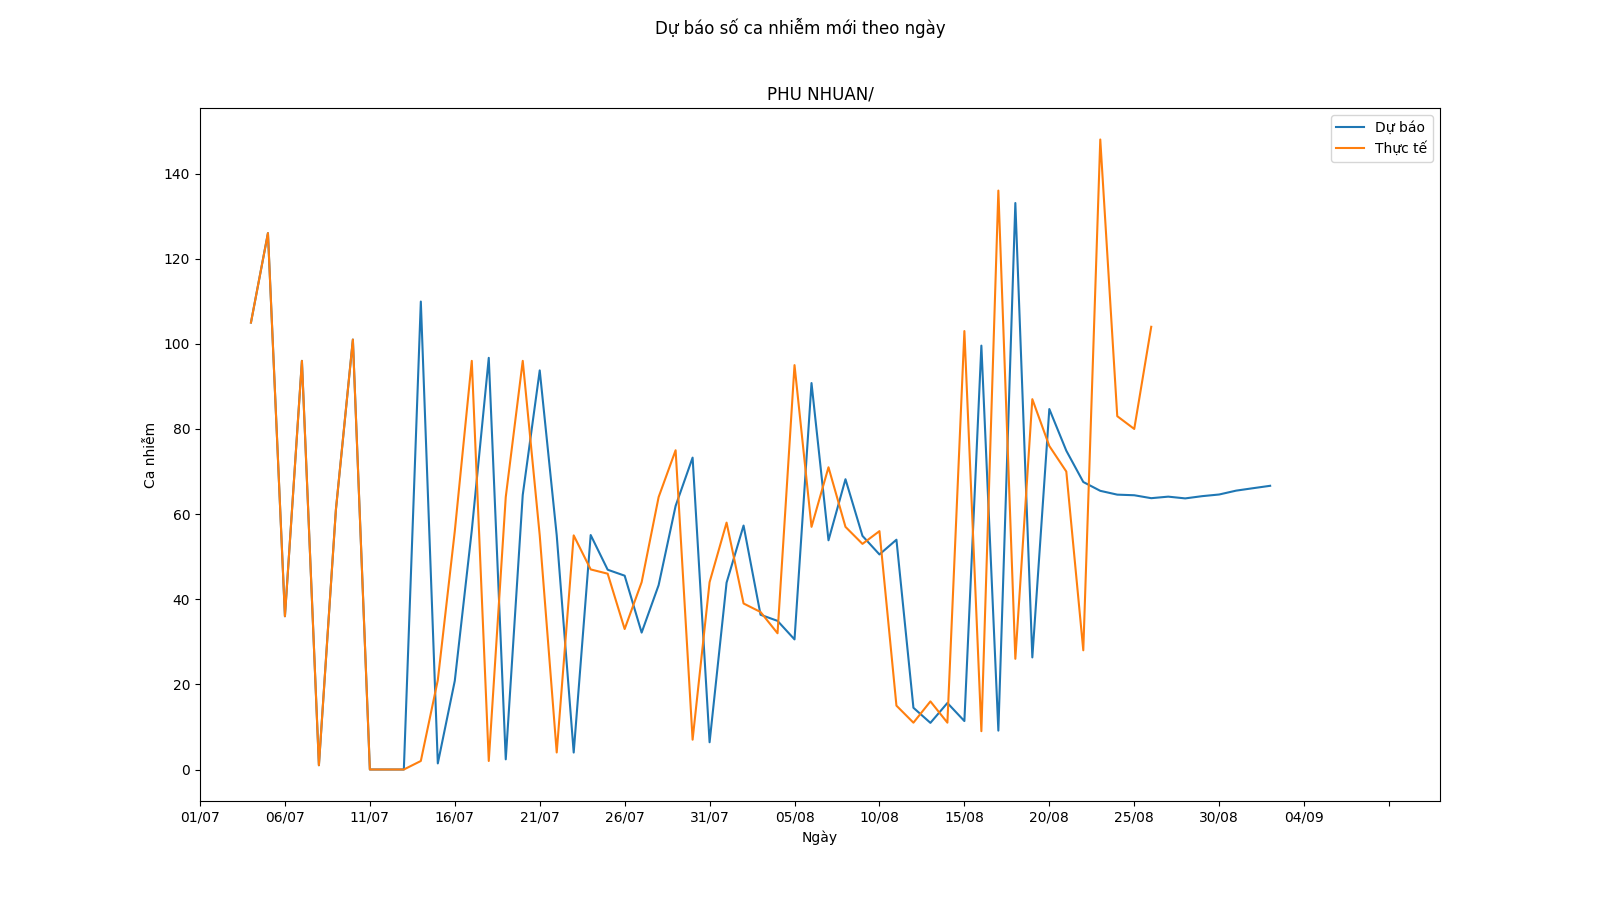 Dự báo số ca nhiễm mới theo ngày
PHU NHUAN/
Dự báo
Thực tế
140
120
100
80
60
40
20
0
Ca nhiễm
01/07 06/07 11/07 16/07 21/07 26/07 31/07 05/08 10/08 15/08 20/08 25/08 30/08 04/09
Ngày